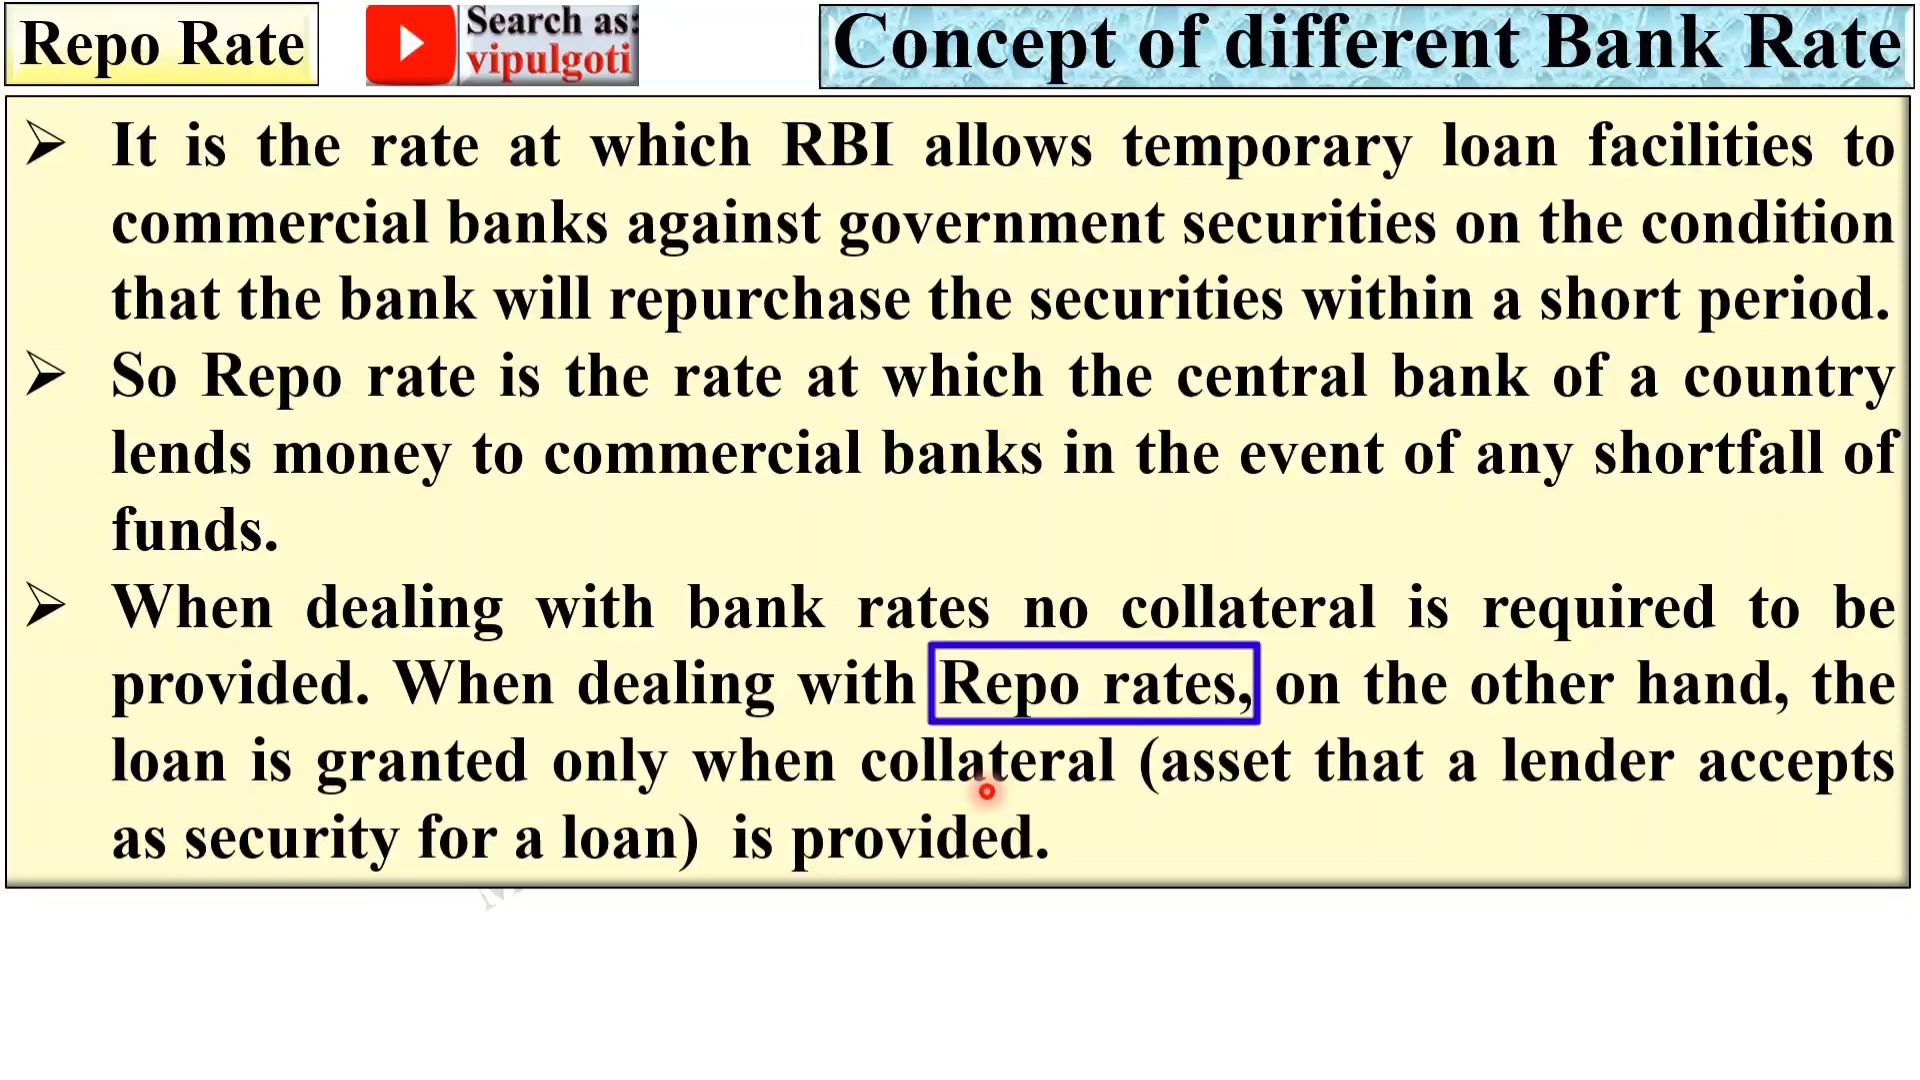 Repo Rate
Search as:
vipulgoti
Concept of different Bank Rate
➢ It is the rate at which RBI allows temporary loan facilities to
commercial banks against government securities on the condition
that the bank will repurchase the securities within a short period.
➢ So Repo rate is the rate at which the central bank of a country
lends money to commercial banks in the event of any shortfall of
funds.
➢ When dealing with bank rates no collateral is required to be
provided. When dealing with Repo rates, on the other hand, the
loan is granted only when collateral (asset that a lender accepts
as security for a loan) is provided.